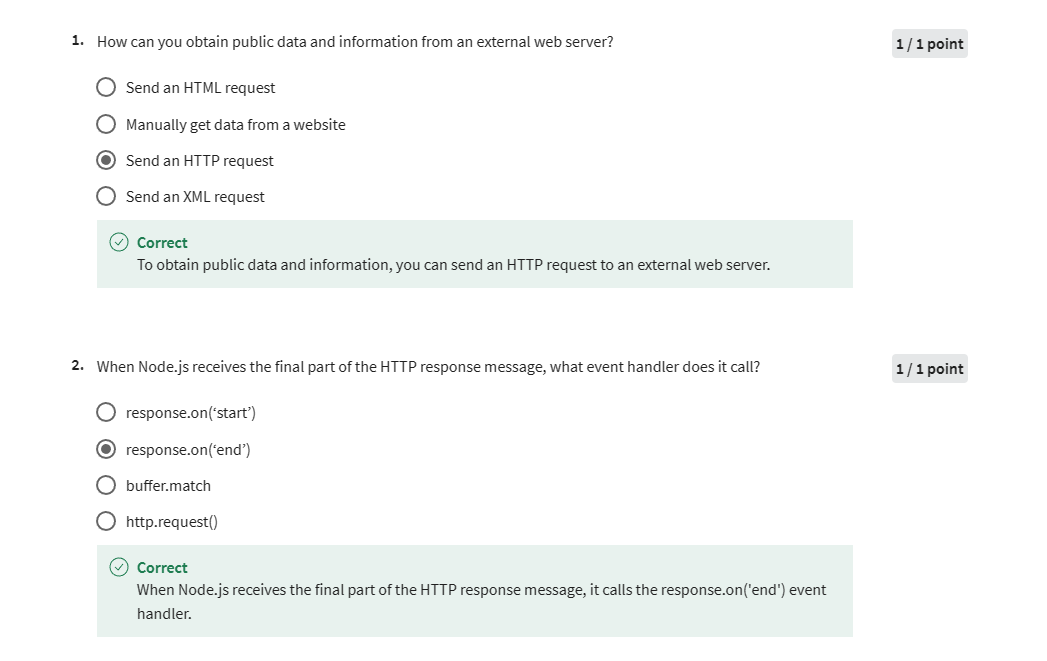 1. How can you obtain public data and information from an external web server?
1 / 1 point
Send an HTML request
Manually get data from a website
Send an HTTP request
Send an XML request
Correct
To obtain public data and information, you can send an HTTP request to an external web server.
2. When Node.js receives the final part of the HTTP response message, what event handler does it call?
1 / 1 point
response.on(‘start’)
response.on(‘end’)
buffer.match
http.request()
Correct
When Node.js receives the final part of the HTTP response message, it calls the response.on('end') event
handler.